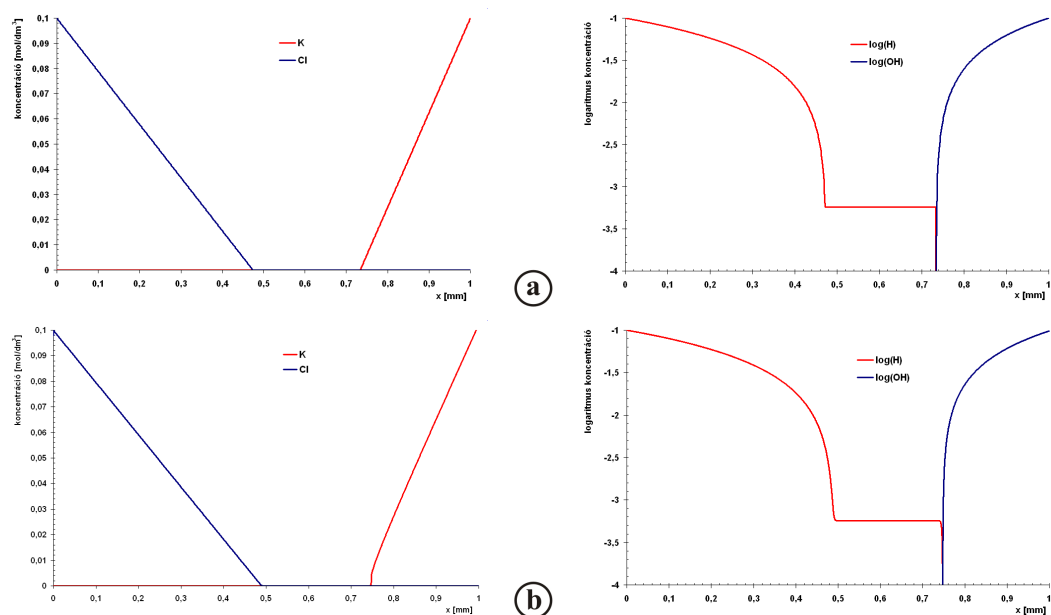 koncentráció [mol/dm³]
0,1
0,09
0,08
0,07
0,06
0,05
0,04
0,03
0,02
0,01
0
0 0,1 0,2 0,3 0,4 0,5 0,6 0,7 0,8 0,9 1
x [mm]
K
Cl
logaritmus koncentráció
-1
-1,5
-2
-2,5
-3
-3,5
-4
0 0,1 0,2 0,3 0,4 0,5 0,6 0,7 0,8 0,9 1
x [mm]
log(H)
log(OH)
a
koncentráció [mol/dm³]
0,1
0,09
0,08
0,07
0,06
0,05
0,04
0,03
0,02
0,01
0
0 0,1 0,2 0,3 0,4 0,5 0,6 0,7 0,8 0,9 1
x [mm]
K
Cl
logaritmus koncentráció
-1
-1,5
-2
-2,5
-3
-3,5
-4
0 0,1 0,2 0,3 0,4 0,5 0,6 0,7 0,8 0,9 1
x [mm]
log(H)
log(OH)
b